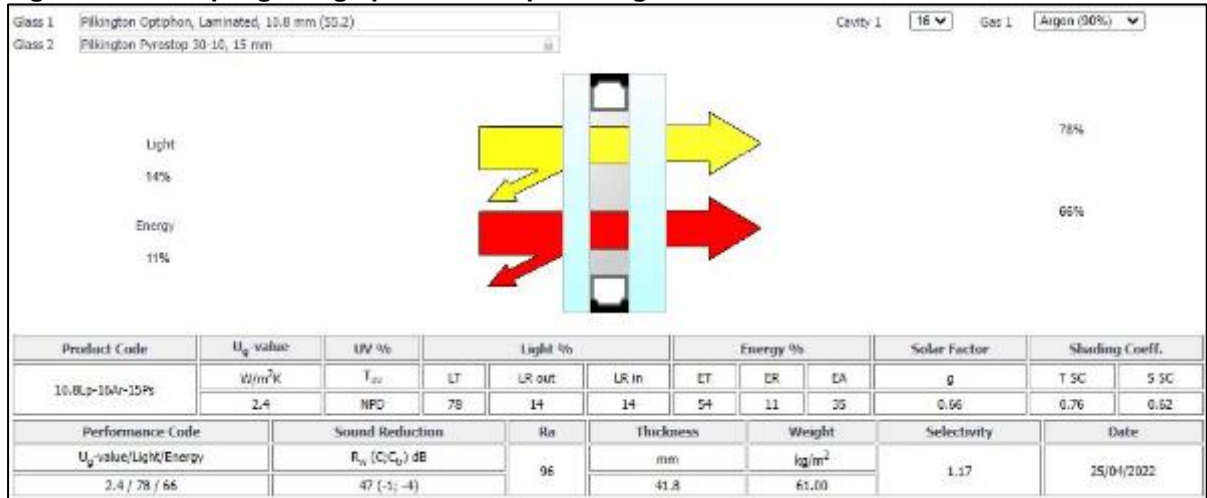 Glass 1 Pilkington Optiphon, Laminated, 10.8 mm (55.2) Cavity 1 16 Gas 1 Argon (90%)
Glass 2 Pilkington Pyrostop 30-10, 15 mm
78%
Light
14%
66%
Energy
11%
Product Code Ug-value UV % Light % Energy % Solar Factor Shading Coeff.
W/m²K Tuv LT LR out LR in ET ER EA g T SC S SC
10.8Lp-16Ar-15Ps
2.4 NPD 78 14 14 54 11 35 0.66 0.76 0.62
Performance Code Sound Reduction Ra Thickness Weight Selectivity Date
Ug-value/Light/Energy Rw (C;Ctr) dB 96 mm kg/m² 1.17 25/04/2022
2.4 / 78 / 66 47 (-1; -4) 41.8 61.00